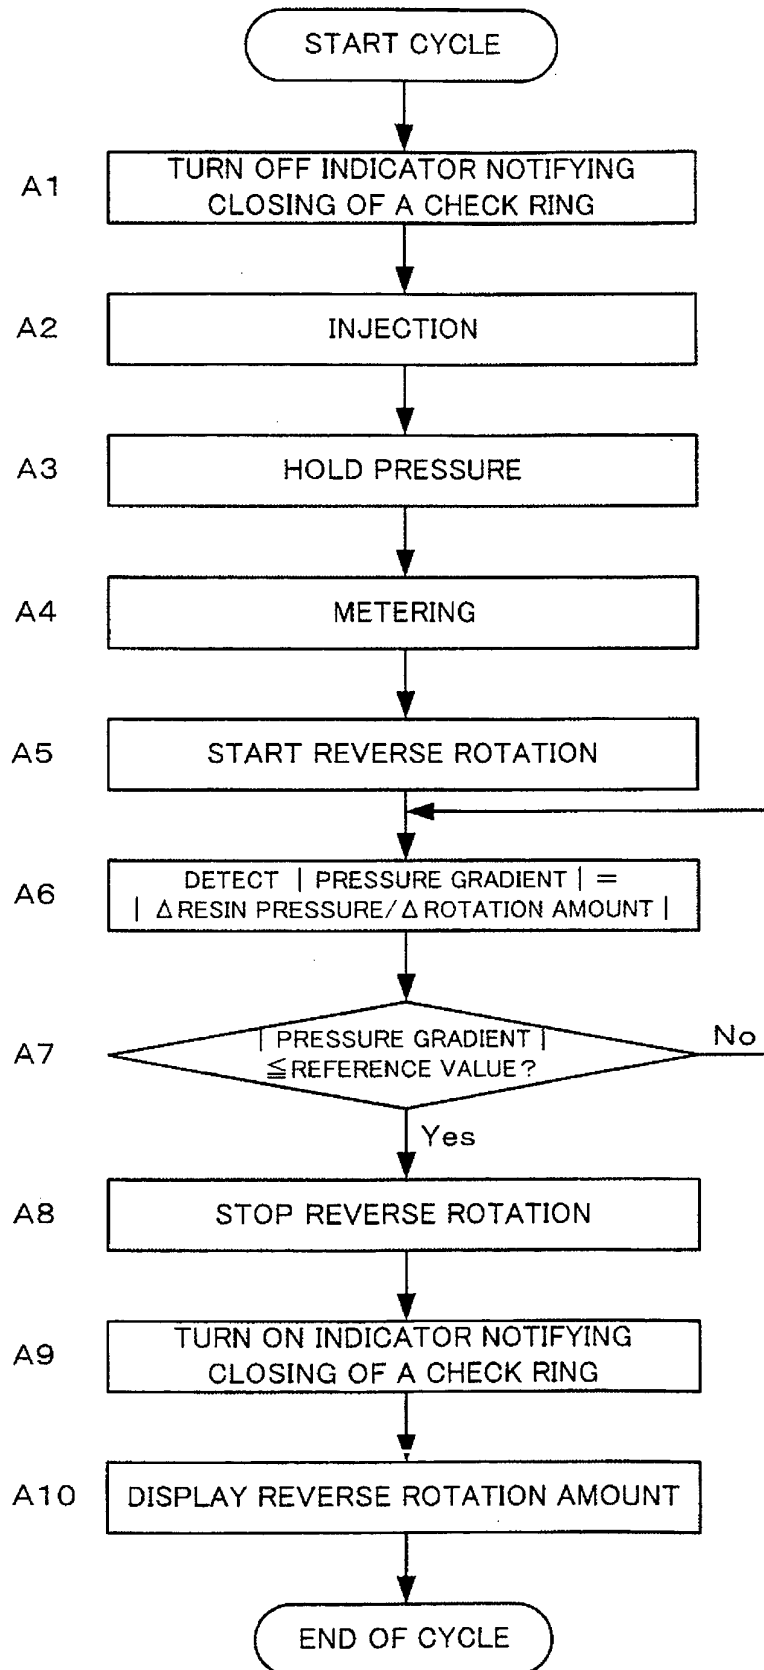 START CYCLE
A1
TURN OFF INDICATOR NOTIFYING
CLOSING OF A CHECK RING
A2
INJECTION
A3
HOLD PRESSURE
A4
METERING
A5
START REVERSE ROTATION
A6
DETECT | PRESSURE GRADIENT | =
| Δ RESIN PRESSURE/Δ ROTATION AMOUNT |
A7
| PRESSURE GRADIENT |
≦REFERENCE VALUE?
No
Yes
A8
STOP REVERSE ROTATION
A9
TURN ON INDICATOR NOTIFYING
CLOSING OF A CHECK RING
A10
DISPLAY REVERSE ROTATION AMOUNT
END OF CYCLE